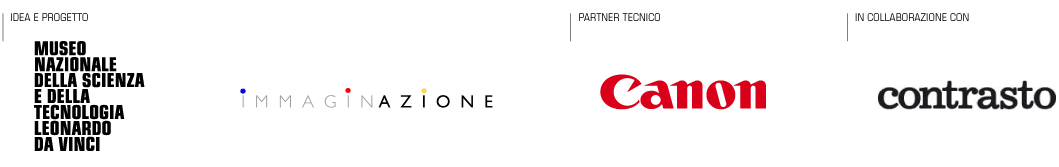 IDEA E PROGETTO
MUSEO
NAZIONALE
DELLA SCIENZA
E DELLA
TECNOLOGIA
LEONARDO
DA VINCI
iMMAGiNAZiONE
PARTNER TECNICO
Canon
IN COLLABORAZIONE CON
contrasto